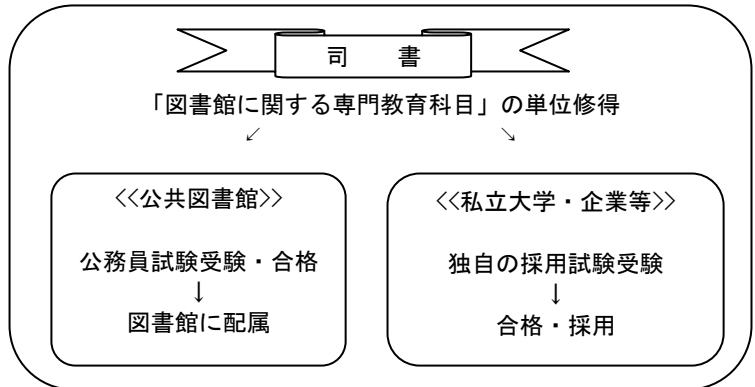 司 書
「図書館に関する専門教育科目」の単位修得
↙ ↘
<<公共図書館>>
公務員試験受験・合格
↓
図書館に配属
<<私立大学・企業等>>
独自の採用試験受験
↓
合格・採用